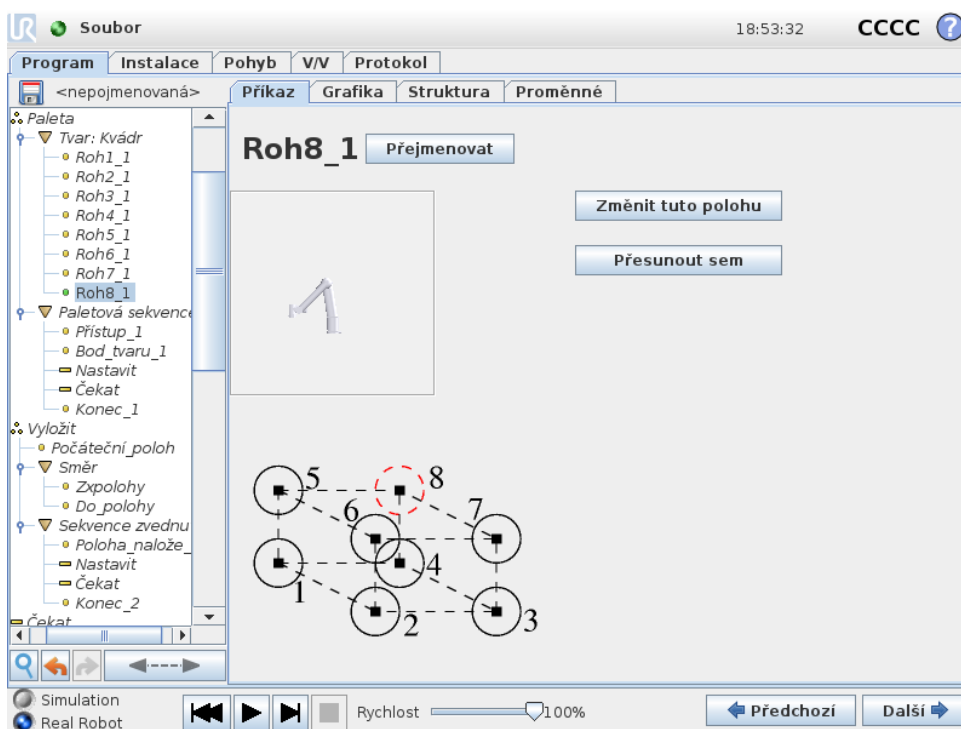 UR Soubor 18:53:32 CCCC ?
Program Instalace Pohyb V/V Protokol
<nepojmenovaná> Příkaz Grafika Struktura Proměnné
Paleta
Tvar: Kvádr
Roh1_1
Roh2_1
Roh3_1
Roh4_1
Roh5_1
Roh6_1
Roh7_1
Roh8_1
Paletová sekvence
Přístup_1
Bod_tvaru_1
Nastavit
Čekat
Konec_1
Vyložit
Počáteční_poloh
Směr
Zxpolohy
Do_polohy
Sekvence zvednu
Poloha_nalože_
Nastavit
Čekat
Konec_2
Čekat
Roh8_1 Přejmenovat
Změnit tuto polohu
Přesunout sem
5 8
6 7
1 4
2 3
Simulation
Real Robot
Rychlost 100%
Předchozí Další